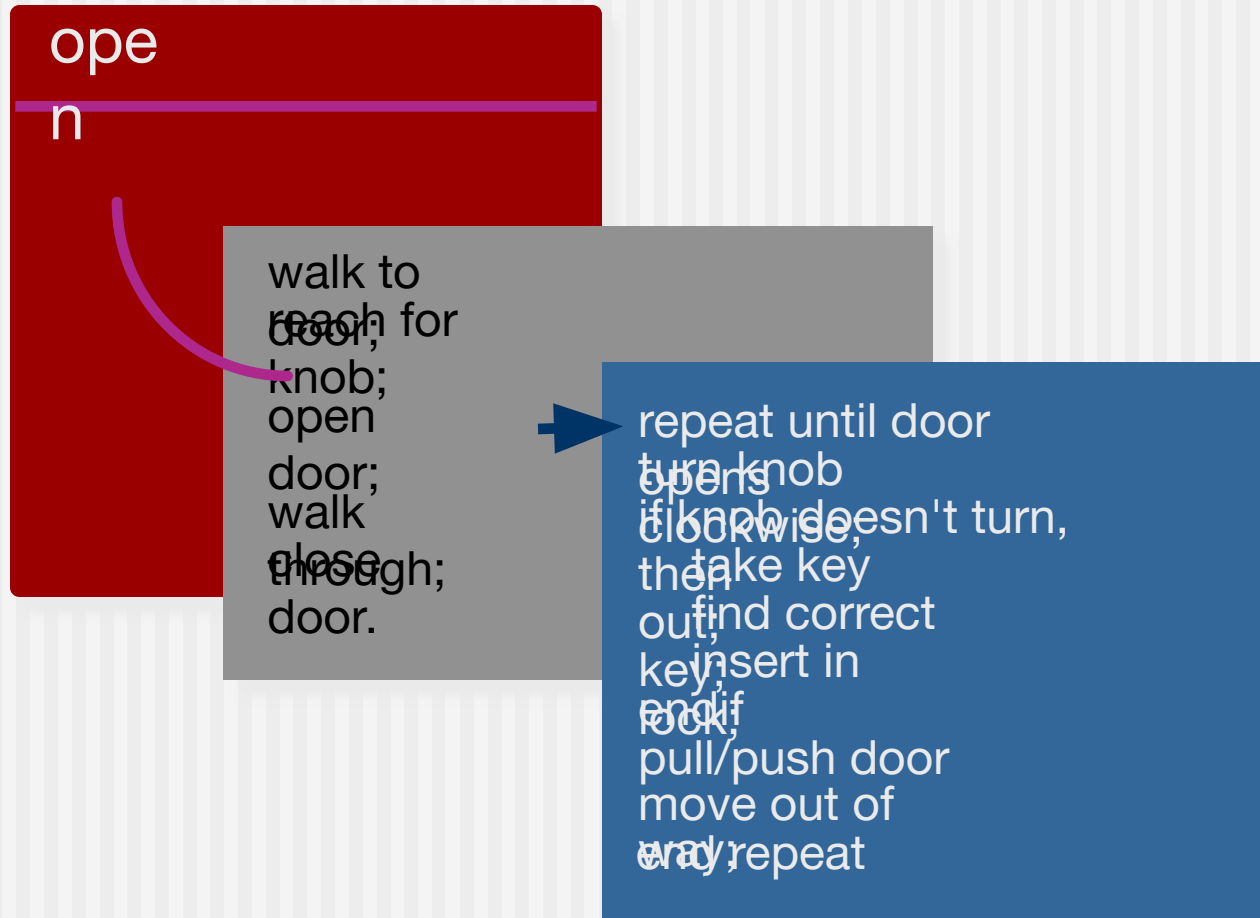 ope
n
walk to
door;
reach for
knob;
open
door;
walk
through;
close
door.
repeat until door
opens
turn knob
clockwise;
if knob doesn't turn,
then
take key
out;
find correct
key;
insert in
lock;
endif
pull/push door
move out of
way;
end repeat